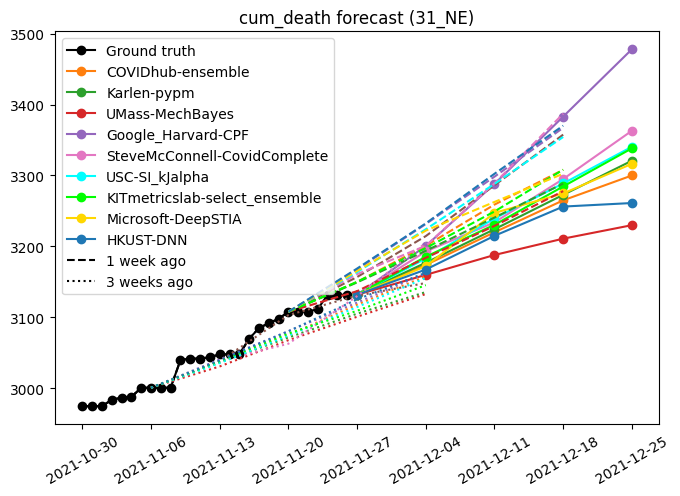 cum_death forecast (31_NE)
3500
3400
3300
3200
3100
3000
Ground truth
COVIDhub-ensemble
Karlen-pypm
UMass-MechBayes
Google_Harvard-CPF
SteveMcConnell-CovidComplete
USC-SI_kJalpha
KITmetricslab-select_ensemble
Microsoft-DeepSTIA
HKUST-DNN
1 week ago
3 weeks ago
2021-10-30
2021-11-06
2021-11-13
2021-11-20
2021-11-27
2021-12-04
2021-12-11
2021-12-18
2021-12-25